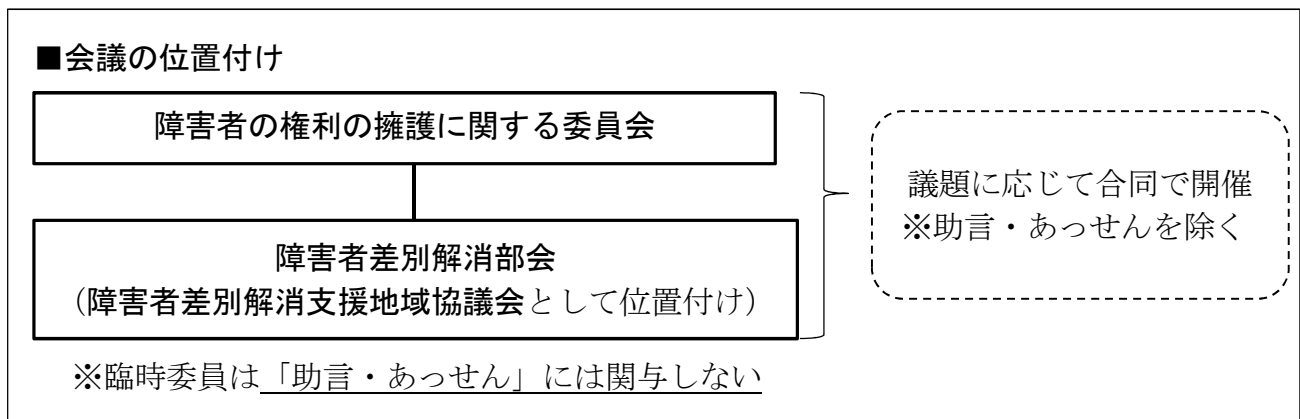 ■会議の位置付け
障害者の権利の擁護に関する委員会
障害者差別解消部会
（障害者差別解消支援地域協議会として位置付け）
議題に応じて合同で開催
※助言・あっせんを除く
※臨時委員は「助言・あっせん」には関与しない